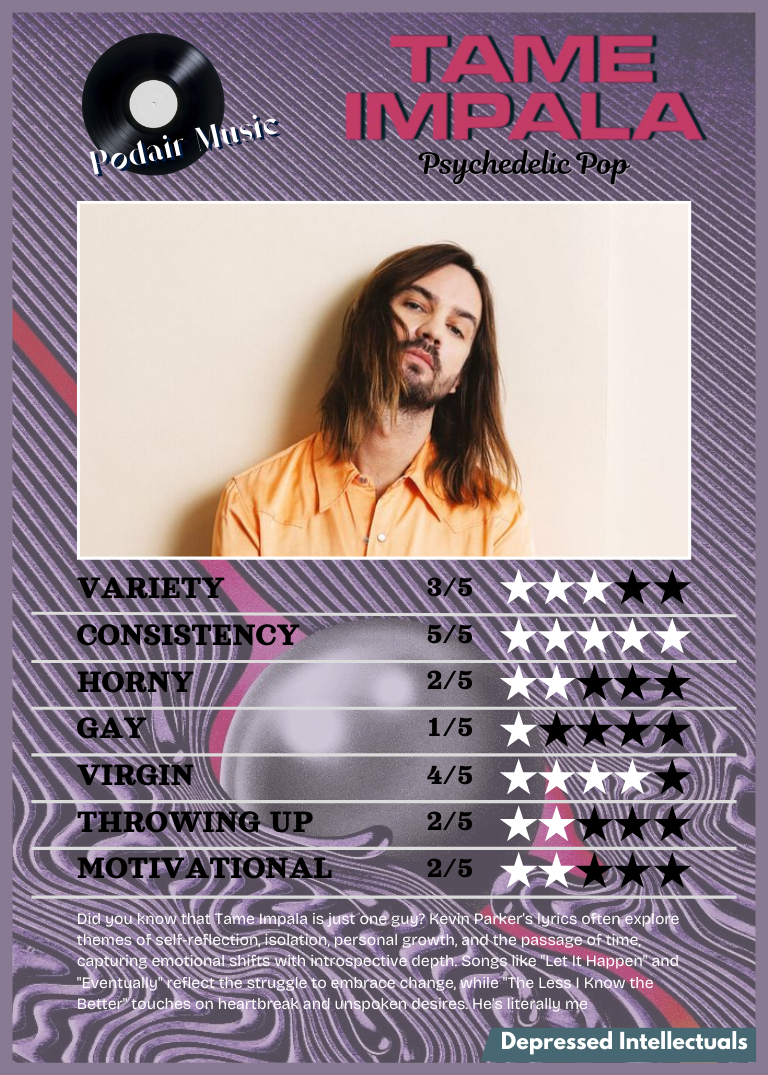 Podair Music
TAME
IMPALA
Psychedelic Pop
VARIETY 3/5
CONSISTENCY 5/5
HORNY 2/5
GAY 1/5
VIRGIN 4/5
THROWING UP 2/5
MOTIVATIONAL 2/5
Did you know that Tame Impala is just one guy? Kevin Parker's lyrics often explore
themes of self-reflection, isolation, personal growth, and the passage of time,
capturing emotional shifts with introspective depth. Songs like "Let It Happen" and
"Eventually" reflect the struggle to embrace change, while "The Less I Know the
Better" touches on heartbreak and unspoken desires. He's literally me
Depressed Intellectuals